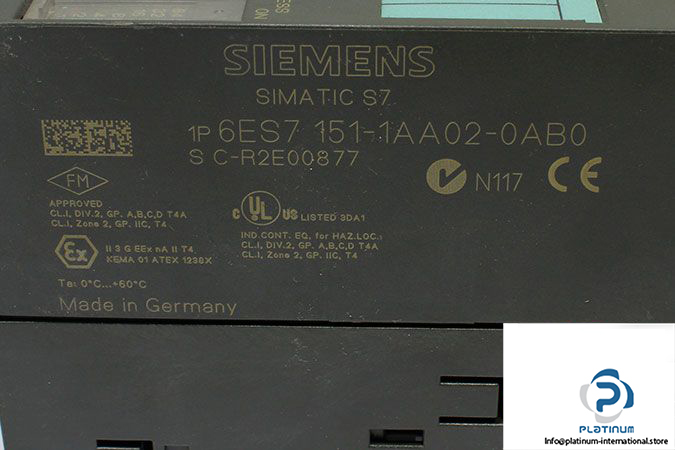 SIEMENS
SIMATIC S7
1P 6ES7 151-1AA02-0AB0
S C-R2E00877
N117 CE
FM
APPROVED
CL.I, DIV.2, GP. A,B,C,D T4A
CL.I, Zone 2, GP. IIC, T4
C UL US LISTED 3DA1
IND.CONT. EQ. for HAZ.LOC.:
CL.I, DIV.2, GP. A,B,C,D T4A
CL.I, Zone 2, GP. IIC, T4
Ex
II 3 G EEx nA II T4
KEMA 01 ATEX 1238X
Ta: 0°C...+60°C
Made in Germany
PLATINUM
info@platinum-international.store